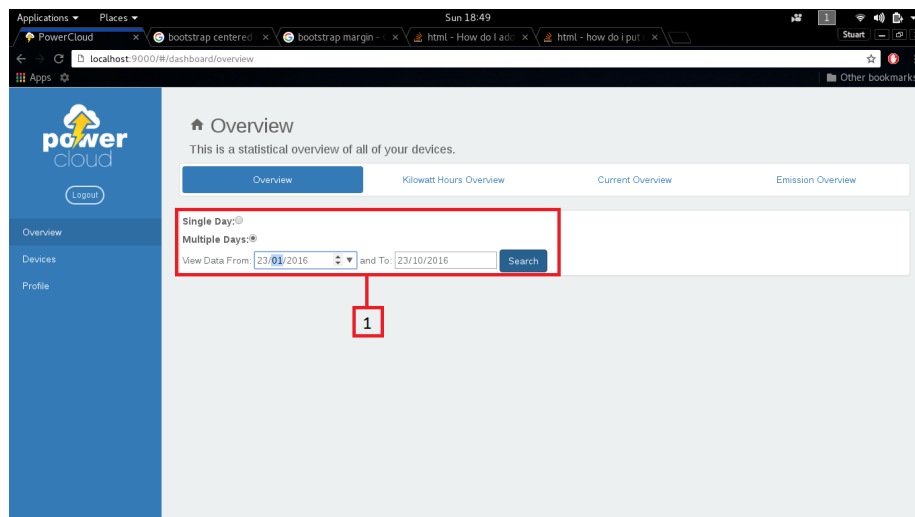 Applications Places
Sun 18:49
1
PowerCloud
bootstrap centered
bootstrap margin -
html - How do I add
html - how do i put
Stuart
localhost:9000/#/dashboard/overview
Apps
Other bookmarks
power
cloud
Logout
Overview
Devices
Profile
Overview
This is a statistical overview of all of your devices.
Overview Kilowatt Hours Overview Current Overview Emission Overview
Single Day:
Multiple Days:
View Data From: 23/01/2016 and To: 23/10/2016 Search
1